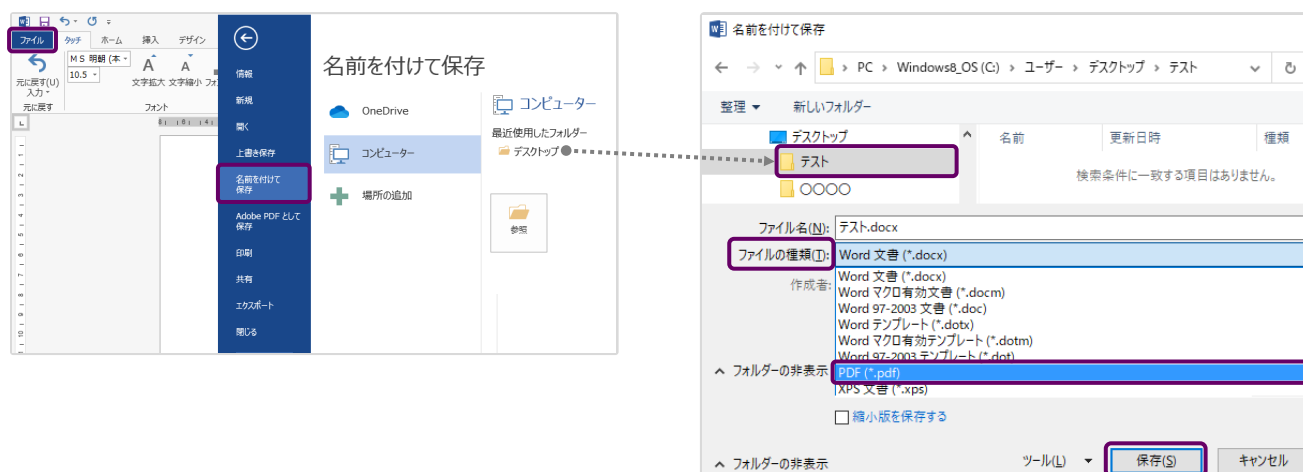 ファイル
タッチ
ホーム
挿入
デザイン
元に戻す(U)
入力
元に戻す
MS 明朝 (本
10.5
A
A
文字拡大 文字縮小 フォ
フォント
情報
新規
開く
上書き保存
名前を付けて
保存
Adobe PDF として
保存
印刷
共有
エクスポート
閉じる
名前を付けて保存
OneDrive
コンピューター
場所の追加
コンピューター
最近使用したフォルダー
デスクトップ
参照
名前を付けて保存
PC › Windows8_OS (C:) › ユーザー › デスクトップ › テスト
整理 新しいフォルダー
デスクトップ
テスト
〇〇〇〇
名前 更新日時 種類
検索条件に一致する項目はありません。
ファイル名(N): テスト.docx
ファイルの種類(T): Word 文書 (*.docx)
作成者:
Word 文書 (*.docx)
Word マクロ有効文書 (*.docm)
Word 97-2003 文書 (*.doc)
Word テンプレート (*.dotx)
Word マクロ有効テンプレート (*.dotm)
Word 97-2003 テンプレート (*.dot)
PDF (*.pdf)
XPS 文書 (*.xps)
フォルダーの非表示
縮小版を保存する
フォルダーの非表示
ツール(L) 保存(S) キャンセル